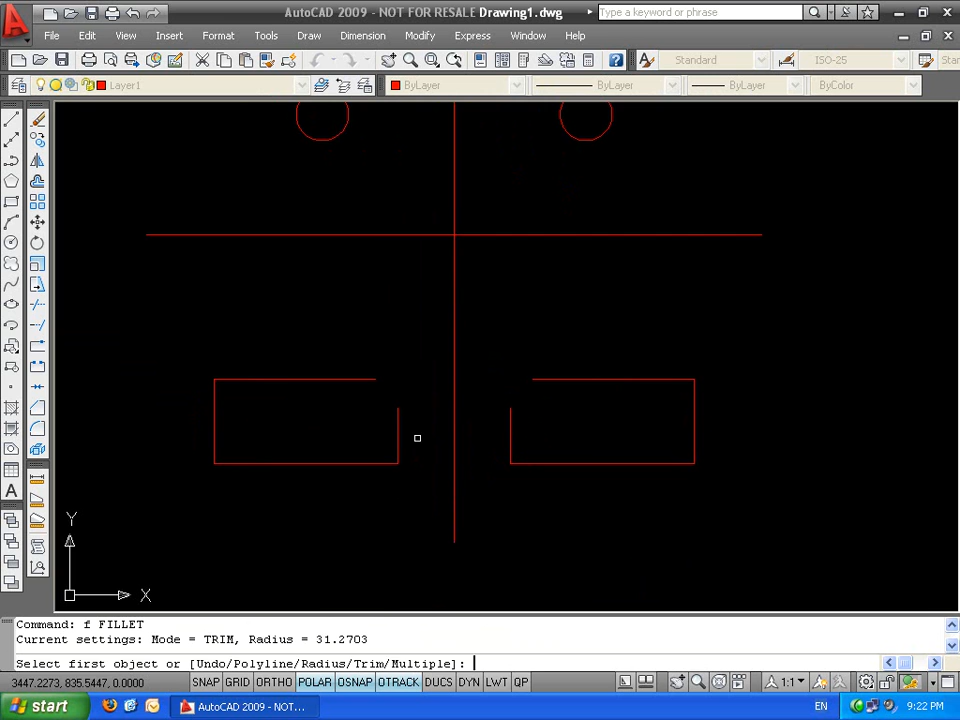 AutoCAD 2009 - NOT FOR RESALE Drawing1.dwg
Type a keyword or phrase
File Edit View Insert Format Tools Draw Dimension Modify Express Window Help
Standard ISO-25 Star
Layer1 ByLayer ByLayer ByLayer ByColor
A
Y
X
Command: f FILLET
Current settings: Mode = TRIM, Radius = 31.2703
Select first object or [Undo/Polyline/Radius/Trim/Multiple]:
3447.2273, 835.5447, 0.0000 SNAP GRID ORTHO POLAR OSNAP OTRACK DUCS DYN LWT QP 1:1
start AutoCAD 2009 - NOT... EN 9:22 PM